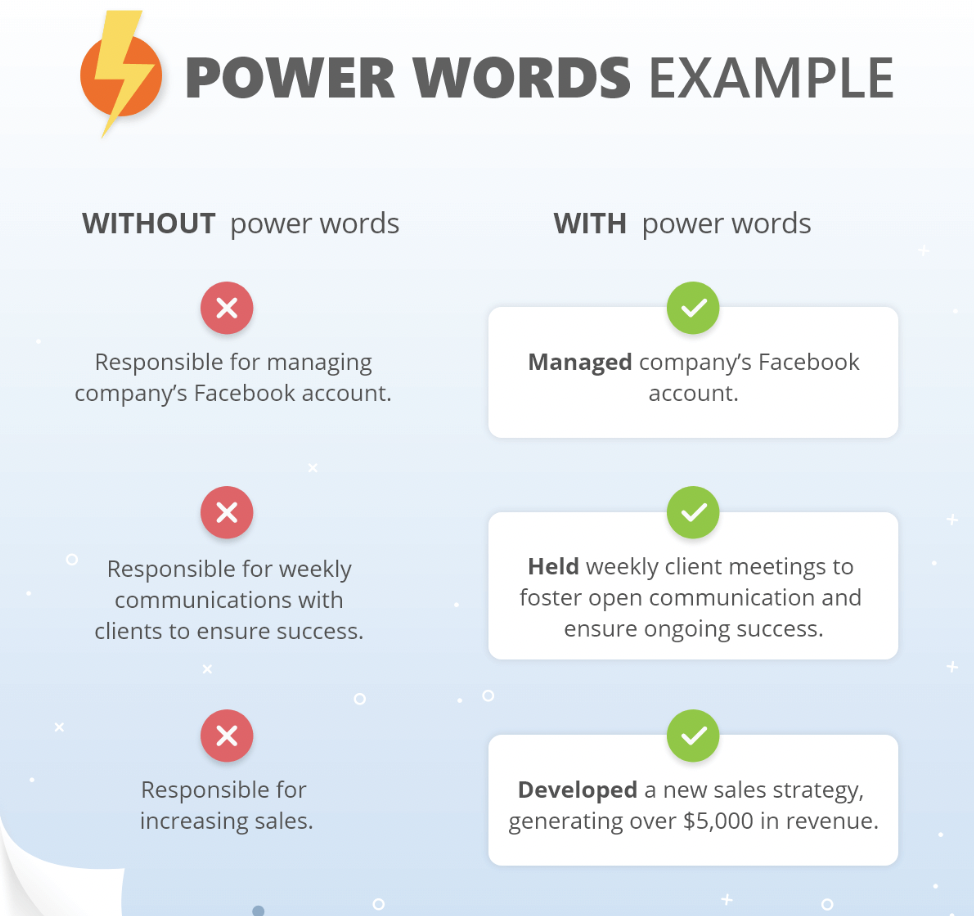 POWER WORDS EXAMPLE
WITHOUT power words
WITH power words
Responsible for managing
company’s Facebook account.
Managed company’s Facebook
account.
Responsible for weekly
communications with
clients to ensure success.
Held weekly client meetings to
foster open communication and
ensure ongoing success.
Responsible for
increasing sales.
Developed a new sales strategy,
generating over $5,000 in revenue.